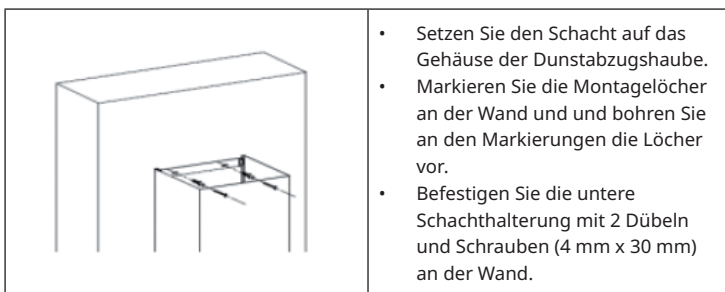 • Setzen Sie den Schacht auf das
Gehäuse der Dunstabzugshaube.
• Markieren Sie die Montagelöcher
an der Wand und und bohren Sie
an den Markierungen die Löcher
vor.
• Befestigen Sie die untere
Schachthalterung mit 2 Dübeln
und Schrauben (4 mm x 30 mm)
an der Wand.